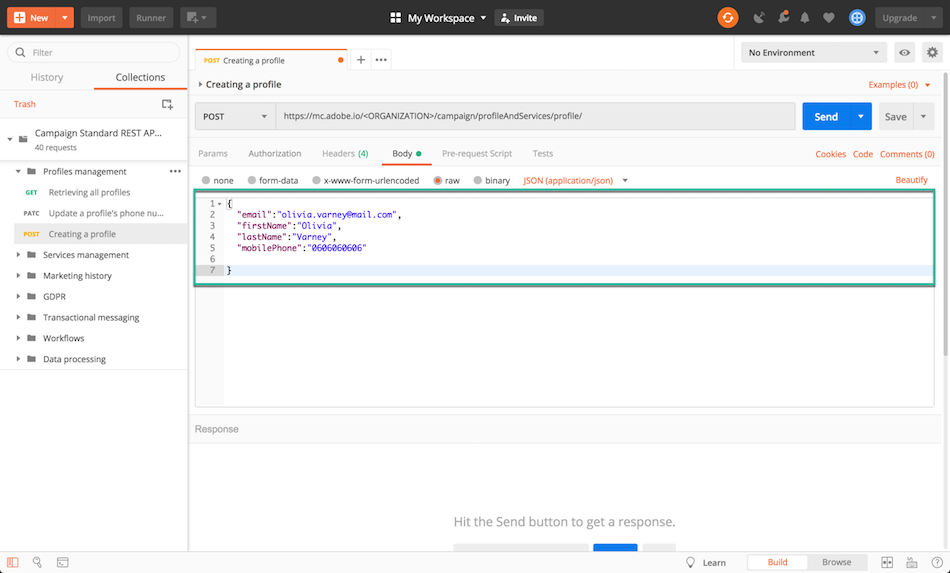 New
Import
Runner
My Workspace
Invite
Upgrade
Filter
History
Collections
Trash
Campaign Standard REST AP...
40 requests
Profiles management
GET Retrieving all profiles
PATC Update a profile's phone nu...
POST Creating a profile
Services management
Marketing history
GDPR
Transactional messaging
Workflows
Data processing
POST Creating a profile
No Environment
Creating a profile
Examples (0)
POST
https://mc.adobe.io/<ORGANIZATION>/campaign/profileAndServices/profile/
Send
Save
Params
Authorization
Headers (4)
Body
Pre-request Script
Tests
Cookies
Code
Comments (0)
none
form-data
x-www-form-urlencoded
raw
binary
JSON (application/json)
Beautify
1 {
2 "email":"olivia.varney@mail.com",
3 "firstName":"Olivia",
4 "lastName":"Varney",
5 "mobilePhone":"0606060606"
6
7 }
Response
Hit the Send button to get a response.
Learn
Build
Browse